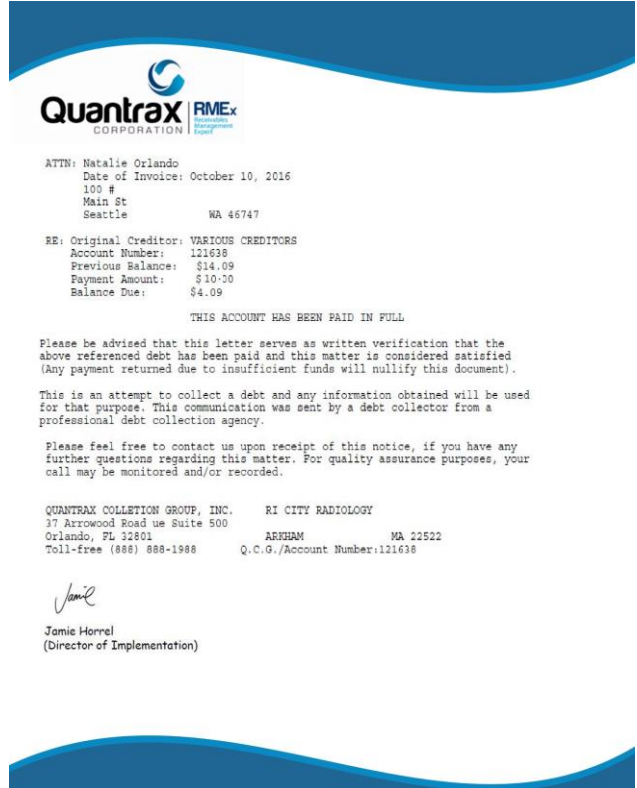 Quantrax RMEx
CORPORATION Receivables
Management
Expert
ATTN: Natalie Orlando
Date of Invoice: October 10, 2016
100 #
Main St
Seattle WA 46747
RE: Original Creditor: VARIOUS CREDITORS
Account Number: 121638
Previous Balance: $14.09
Payment Amount: $10.00
Balance Due: $4.09
THIS ACCOUNT HAS BEEN PAID IN FULL
Please be advised that this letter serves as written verification that the
above referenced debt has been paid and this matter is considered satisfied
(Any payment returned due to insufficient funds will nullify this document).
This is an attempt to collect a debt and any information obtained will be used
for that purpose. This communication was sent by a debt collector from a
professional debt collection agency.
Please feel free to contact us upon receipt of this notice, if you have any
further questions regarding this matter. For quality assurance purposes, your
call may be monitored and/or recorded.
QUANTRAX COLLETION GROUP, INC. RI CITY RADIOLOGY
37 Arrowood Road ue Suite 500
Orlando, FL 32801 ARKHAM MA 22522
Toll-free (888) 888-1988 Q.C.G./Account Number:121638
Jamie
Jamie Horrel
(Director of Implementation)